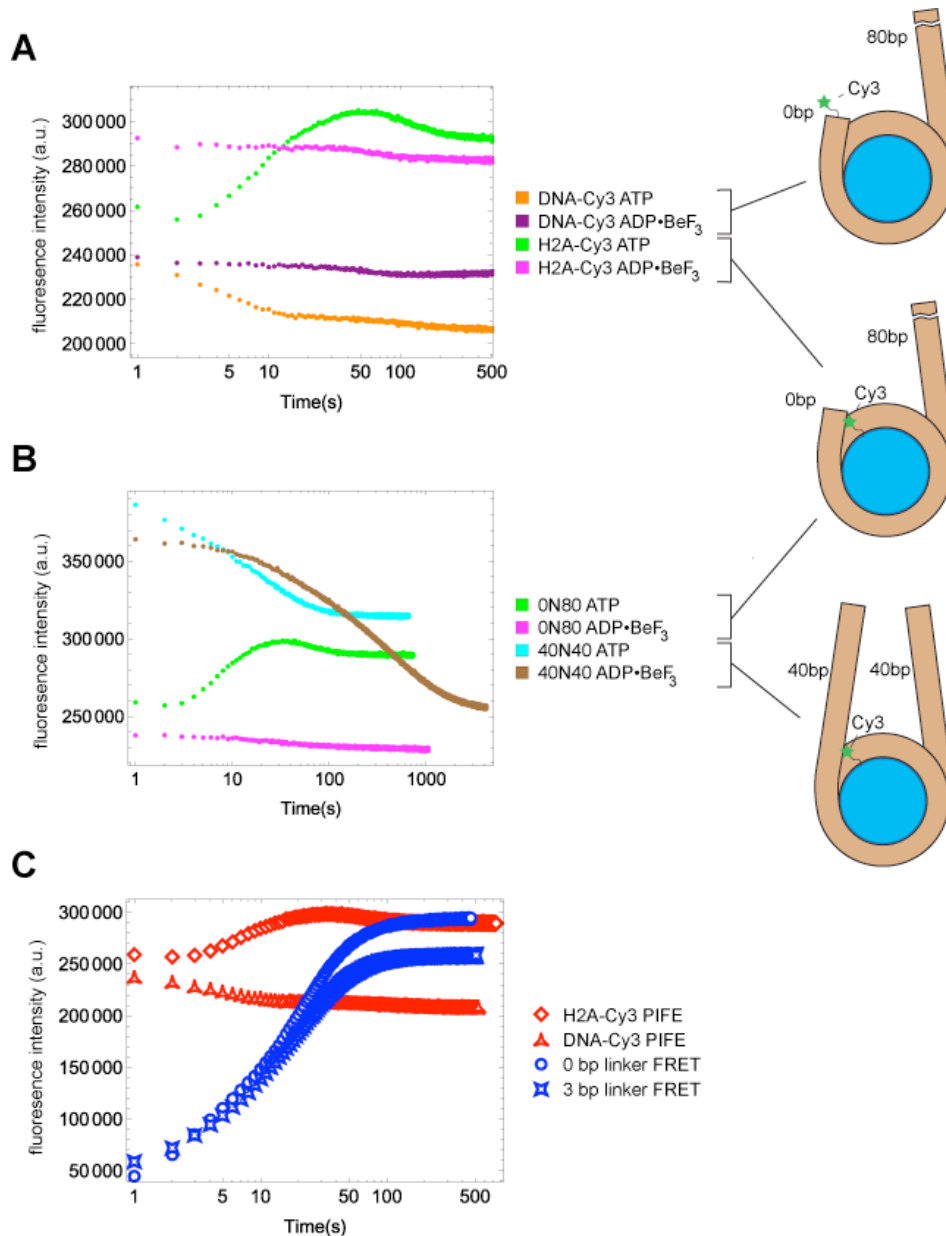 A
fluoresence intensity (a.u.)
300 000
280 000
260 000
240 000
220 000
200 000
1
5
10
50
100
500
Time(s)
DNA-Cy3 ATP
DNA-Cy3 ADP•BeF3
H2A-Cy3 ATP
H2A-Cy3 ADP•BeF3
80bp
Cy3
0bp
80bp
0bp
Cy3
B
fluoresence intensity (a.u.)
350 000
300 000
250 000
1
10
100
1000
Time(s)
0N80 ATP
0N80 ADP•BeF3
40N40 ATP
40N40 ADP•BeF3
40bp
40bp
Cy3
C
fluoresence intensity (a.u.)
300 000
250 000
200 000
150 000
100 000
50 000
1
5
10
50
100
500
Time(s)
H2A-Cy3 PIFE
DNA-Cy3 PIFE
0 bp linker FRET
3 bp linker FRET